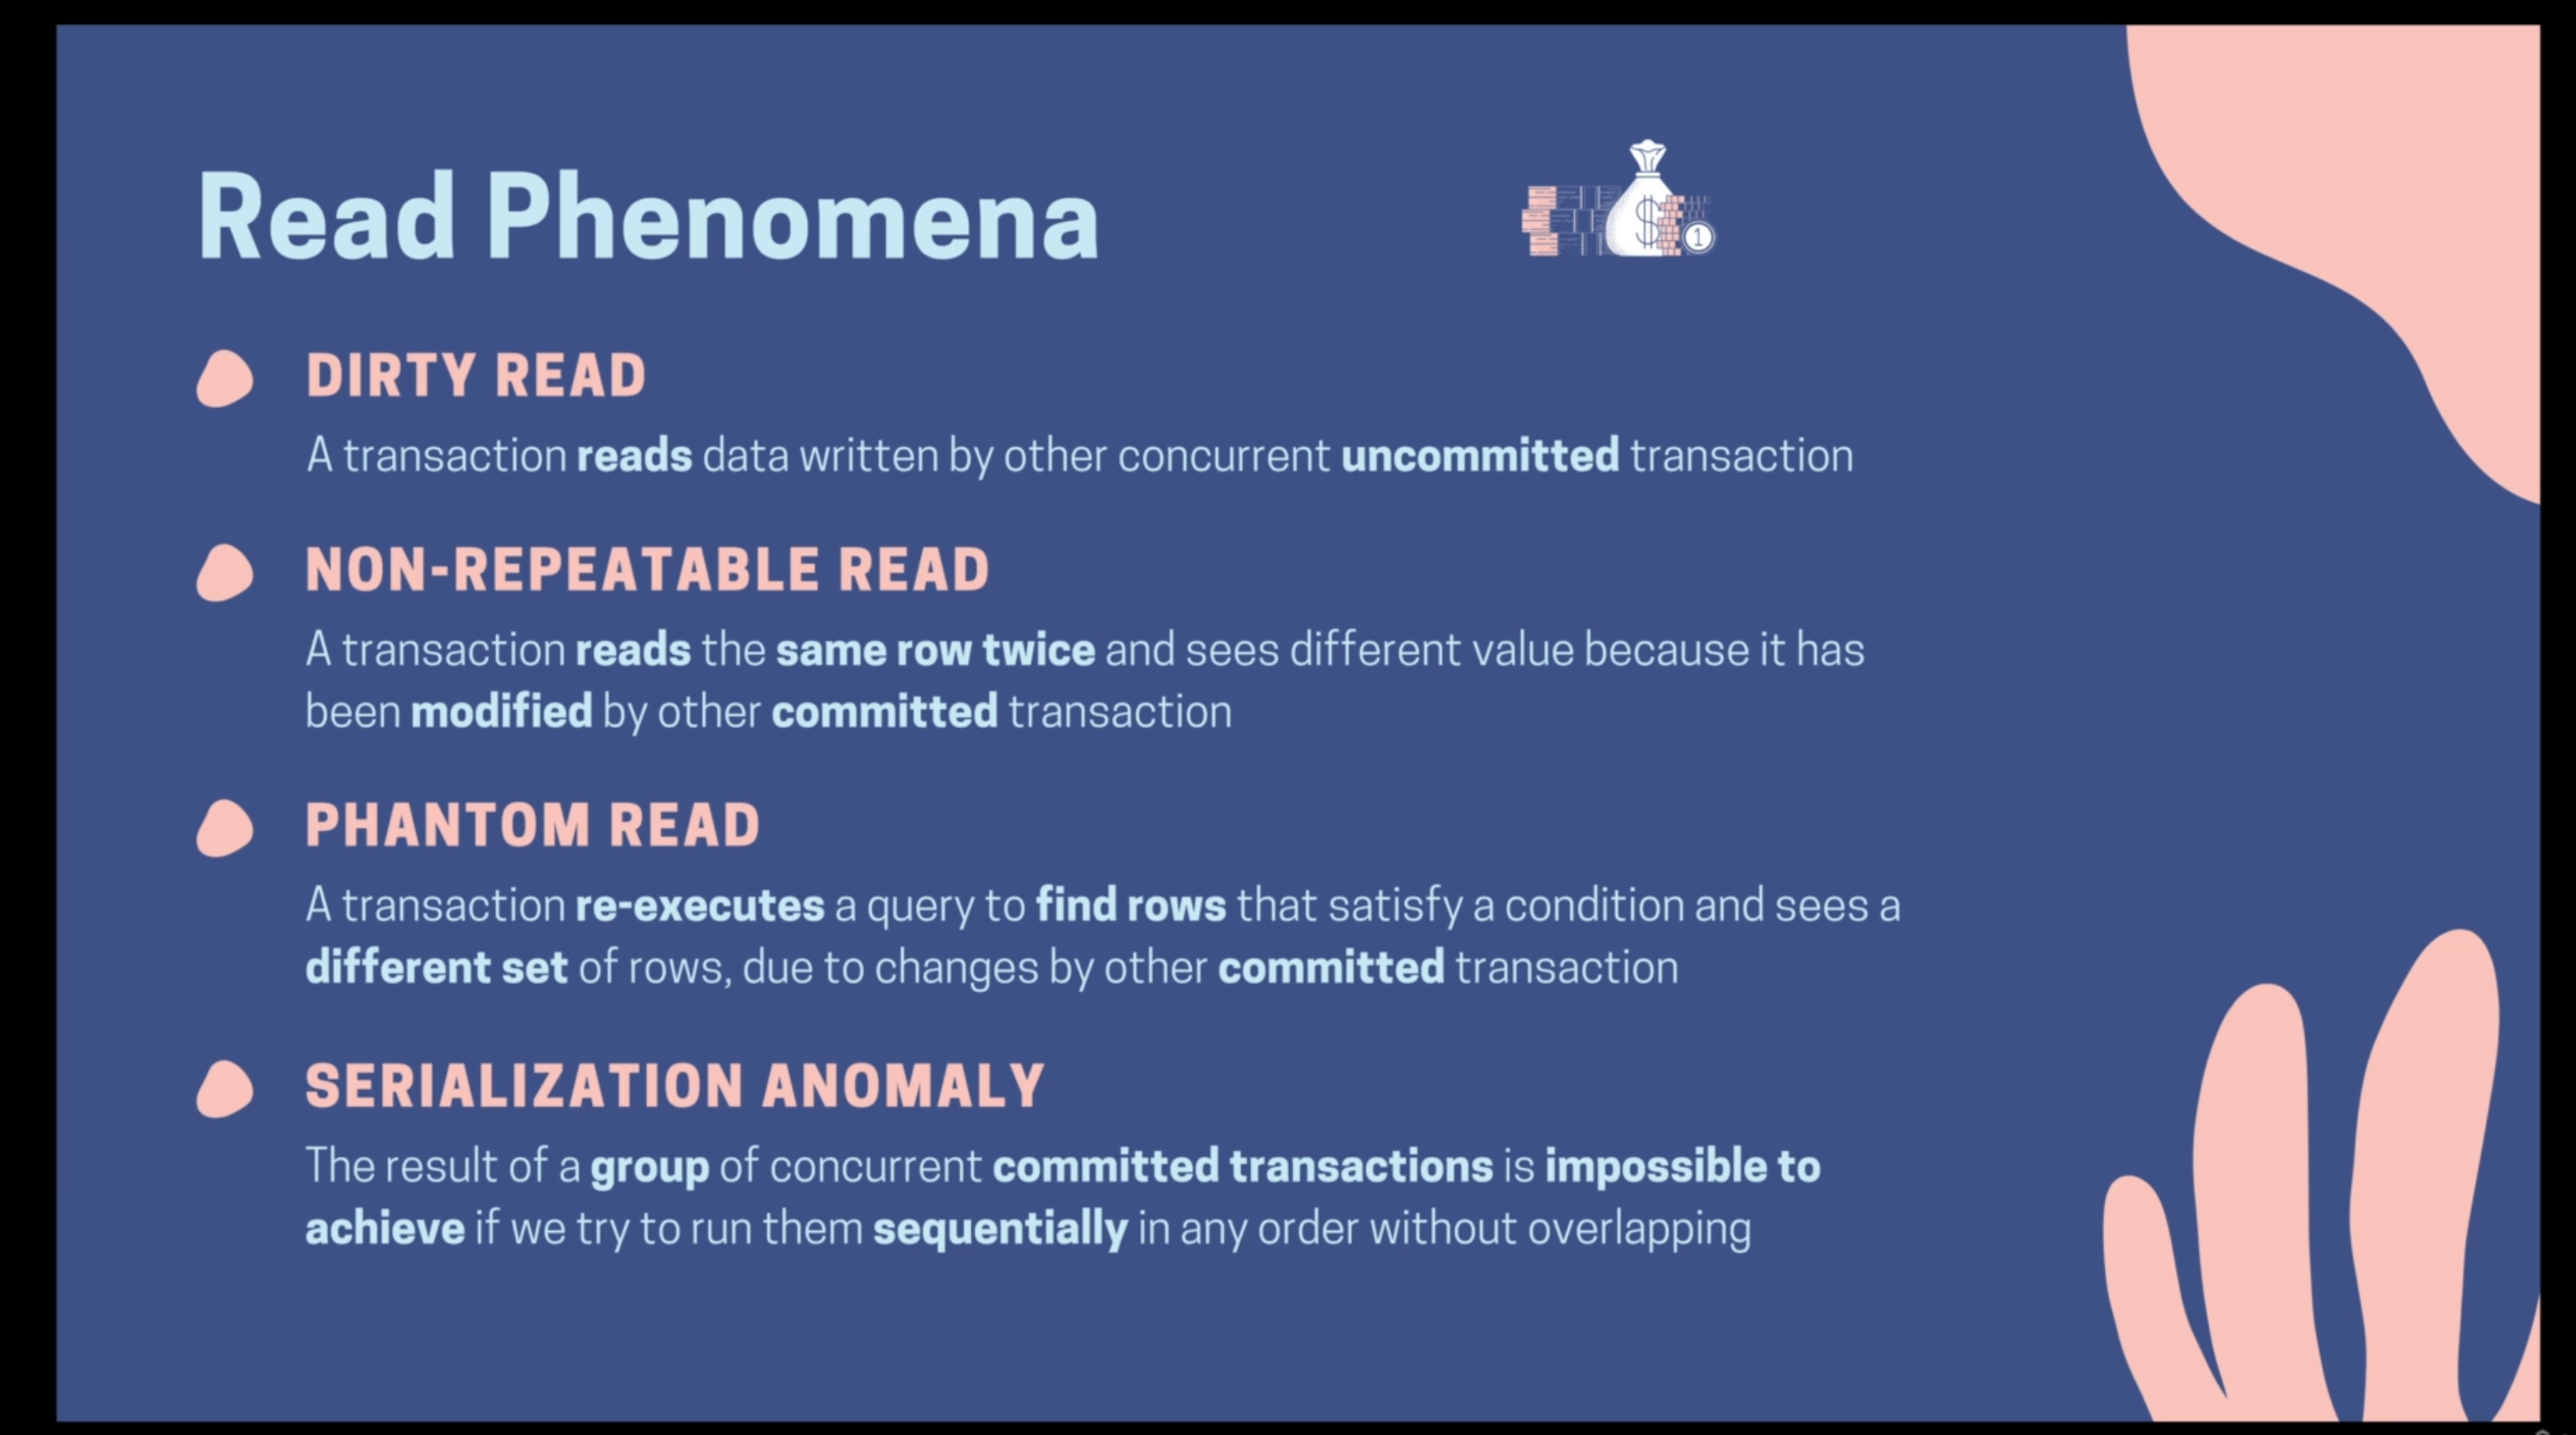 Read Phenomena
$
1
DIRTY READ
A transaction reads data written by other concurrent uncommitted transaction
NON-REPEATABLE READ
A transaction reads the same row twice and sees different value because it has
been modified by other committed transaction
PHANTOM READ
A transaction re-executes a query to find rows that satisfy a condition and sees a
different set of rows, due to changes by other committed transaction
SERIALIZATION ANOMALY
The result of a group of concurrent committed transactions is impossible to
achieve if we try to run them sequentially in any order without overlapping